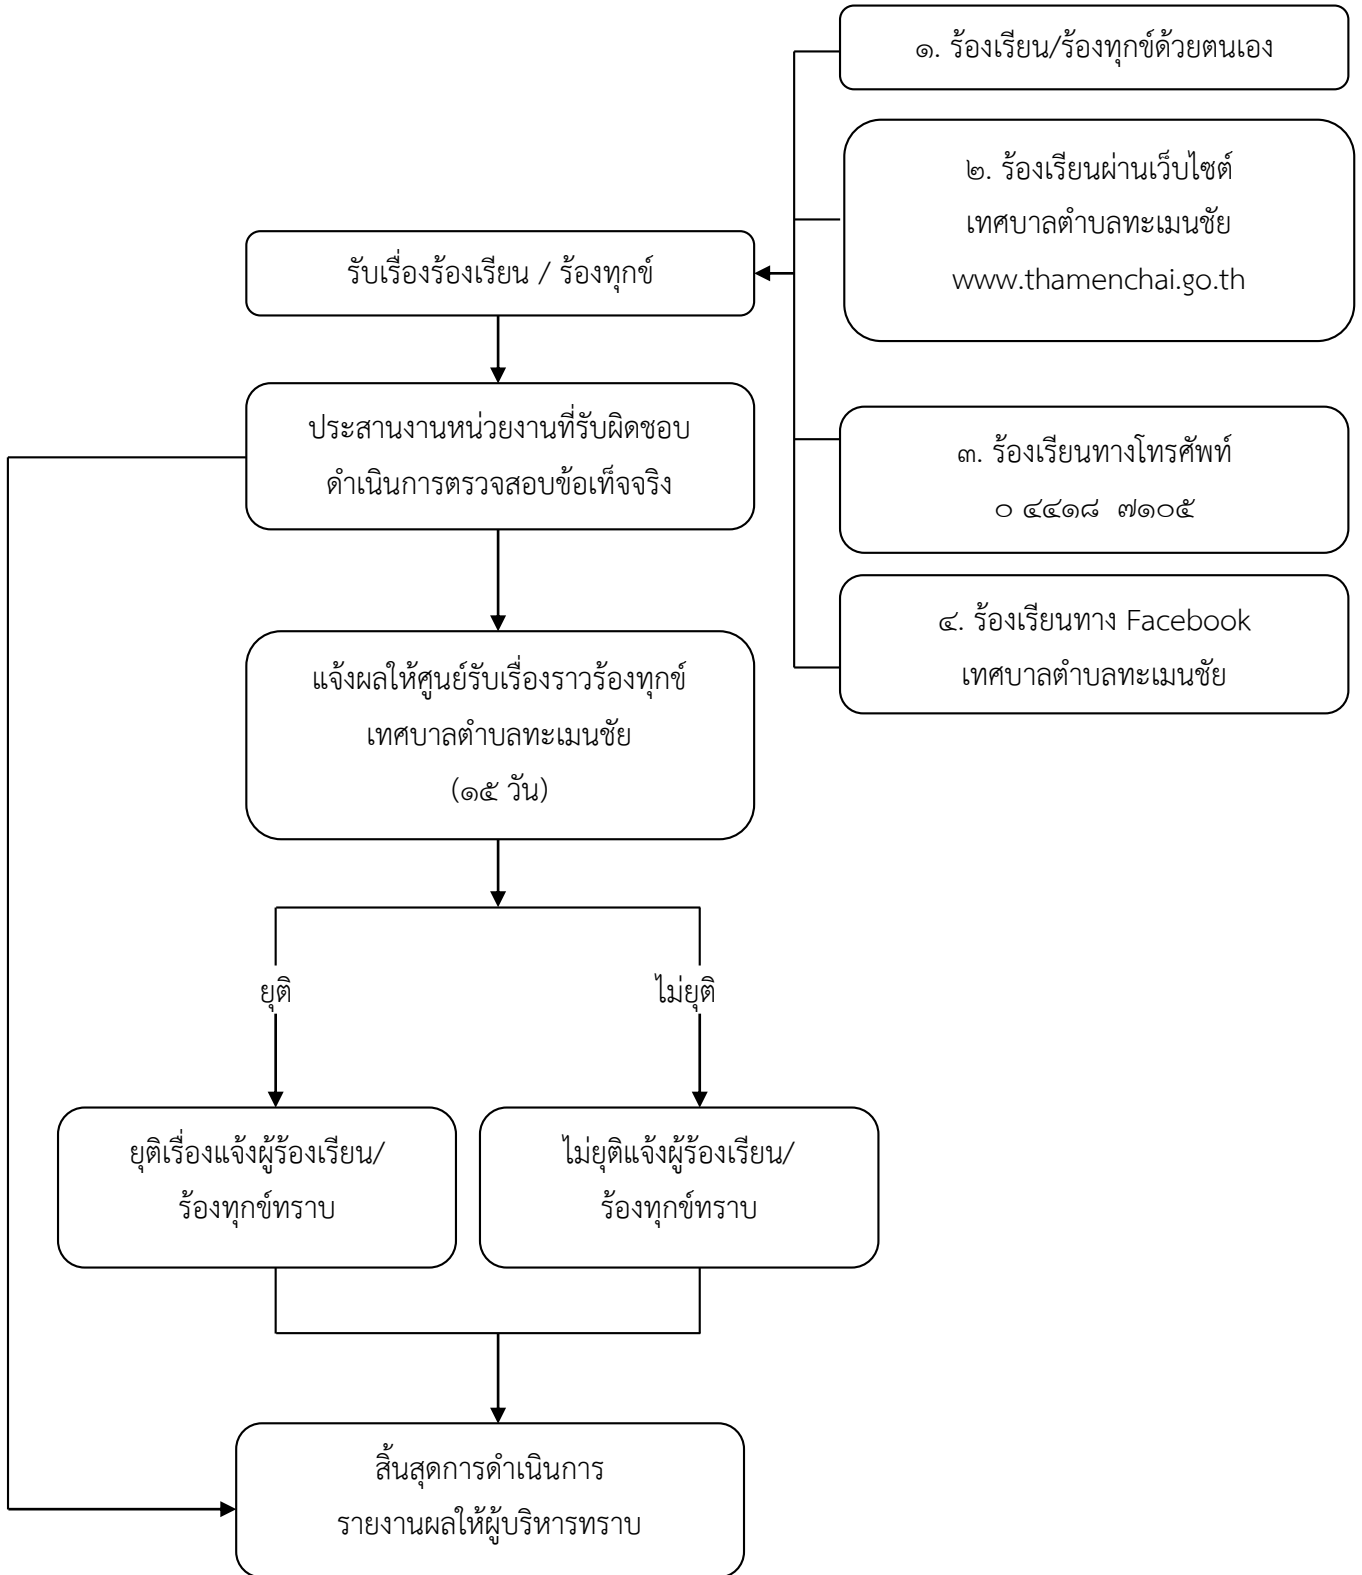 ๑. ร้องเรียน/ร้องทุกข์ด้วยตนเอง
๒. ร้องเรียนผ่านเว็บไซต์
เทศบาลตำบลทะเมนชัย
www.thamenchai.go.th
รับเรื่องร้องเรียน / ร้องทุกข์
ประสานงานหน่วยงานที่รับผิดชอบ
ดำเนินการตรวจสอบข้อเท็จจริง
๓. ร้องเรียนทางโทรศัพท์
๐ ๔๔๑๘ ๗๑๐๕
๔. ร้องเรียนทาง Facebook
เทศบาลตำบลทะเมนชัย
แจ้งผลให้ศูนย์รับเรื่องราวร้องทุกข์
เทศบาลตำบลทะเมนชัย
(๑๕ วัน)
ยุติ
ไม่ยุติ
ยุติเรื่องแจ้งผู้ร้องเรียน/
ร้องทุกข์ทราบ
ไม่ยุติแจ้งผู้ร้องเรียน/
ร้องทุกข์ทราบ
สิ้นสุดการดำเนินการ
รายงานผลให้ผู้บริหารทราบ